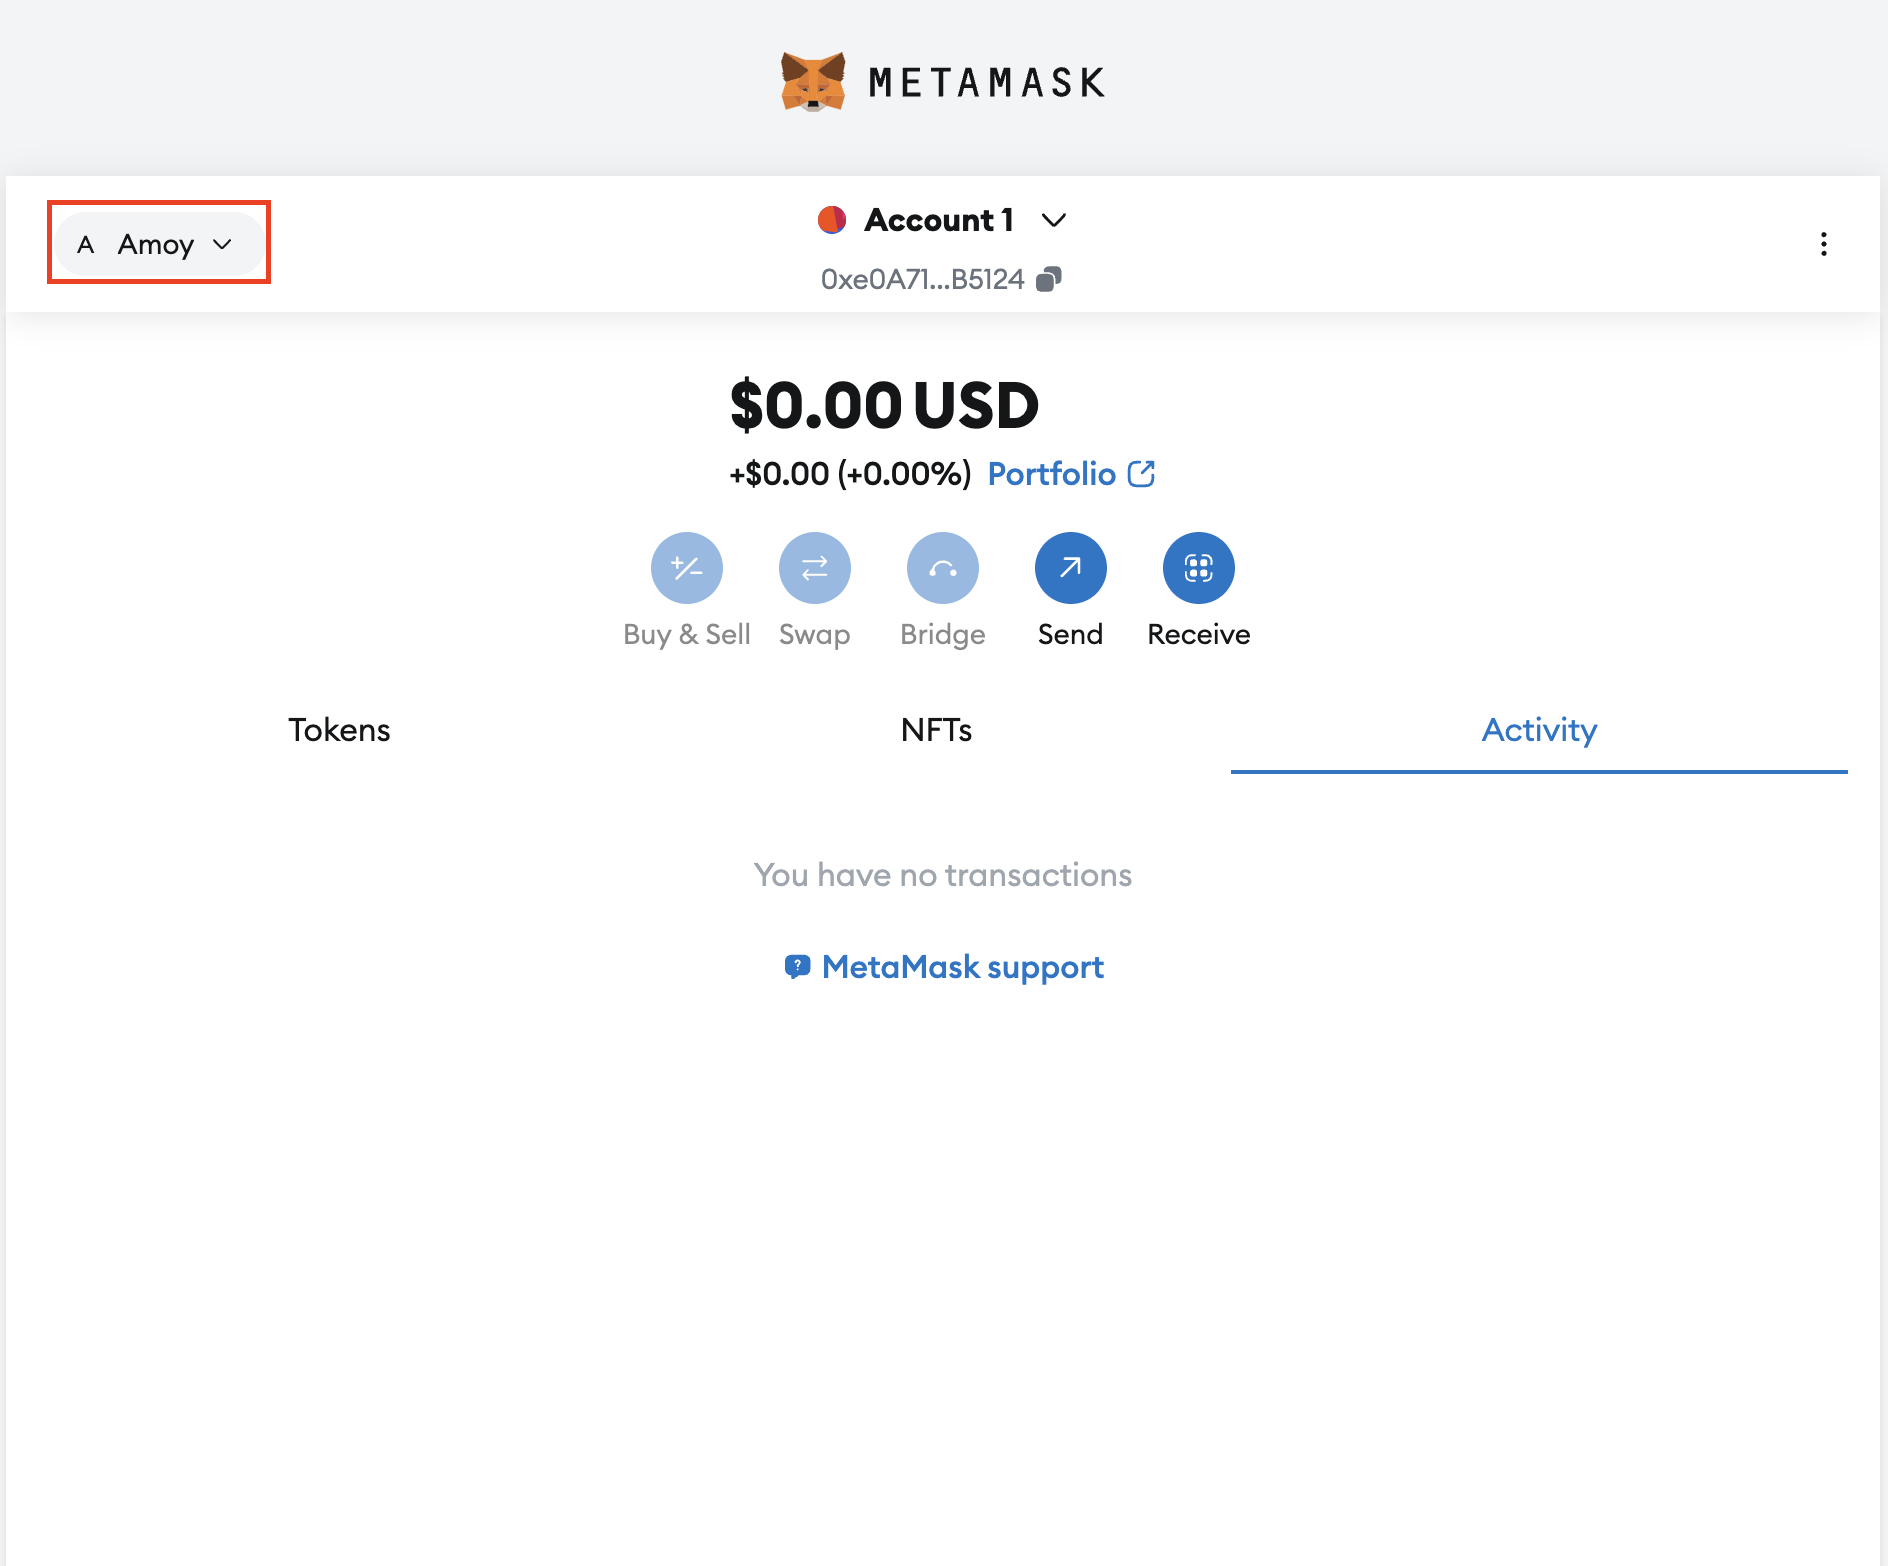 METAMASK
A Amoy
Account 1
0xe0A71...B5124
$0.00 USD
+$0.00 (+0.00%) Portfolio
Buy & Sell Swap Bridge Send Receive
Tokens NFTs Activity
You have no transactions
MetaMask support